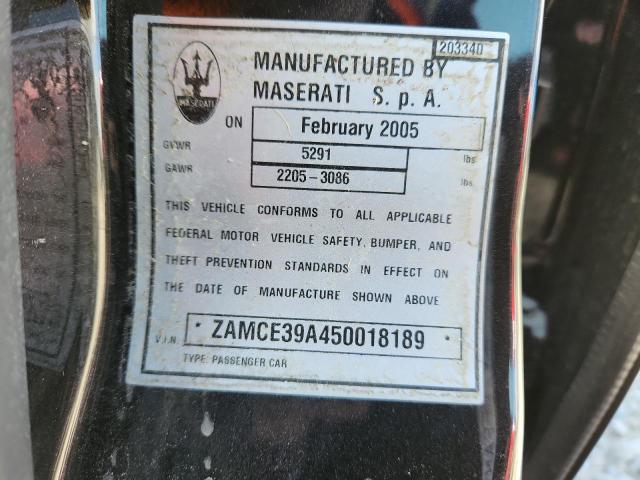 203340
MASERATI
MANUFACTURED BY
MASERATI S. p. A.
ON February 2005
GVWR 5291 lbs
GAWR 2205-3086 lbs
THIS VEHICLE CONFORMS TO ALL APPLICABLE
FEDERAL MOTOR VEHICLE SAFETY, BUMPER, AND
THEFT PREVENTION STANDARDS IN EFFECT ON
THE DATE OF MANUFACTURE SHOWN ABOVE
V.I.N. * ZAMCE39A450018189 *
TYPE: PASSENGER CAR